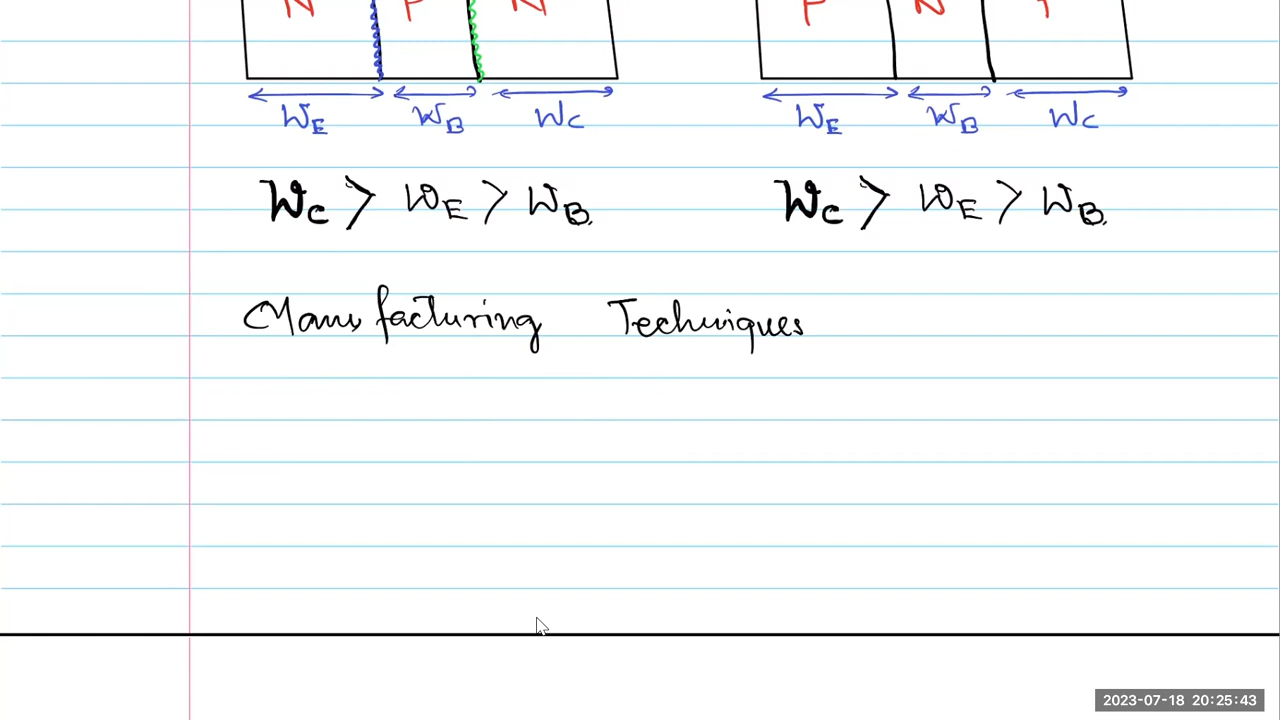 N P N P N P
W_E W_B W_C W_E W_B W_C
W_C > W_E > W_B. W_C > W_E > W_B.
Manufacturing Techniques
2023-07-18 20:25:43